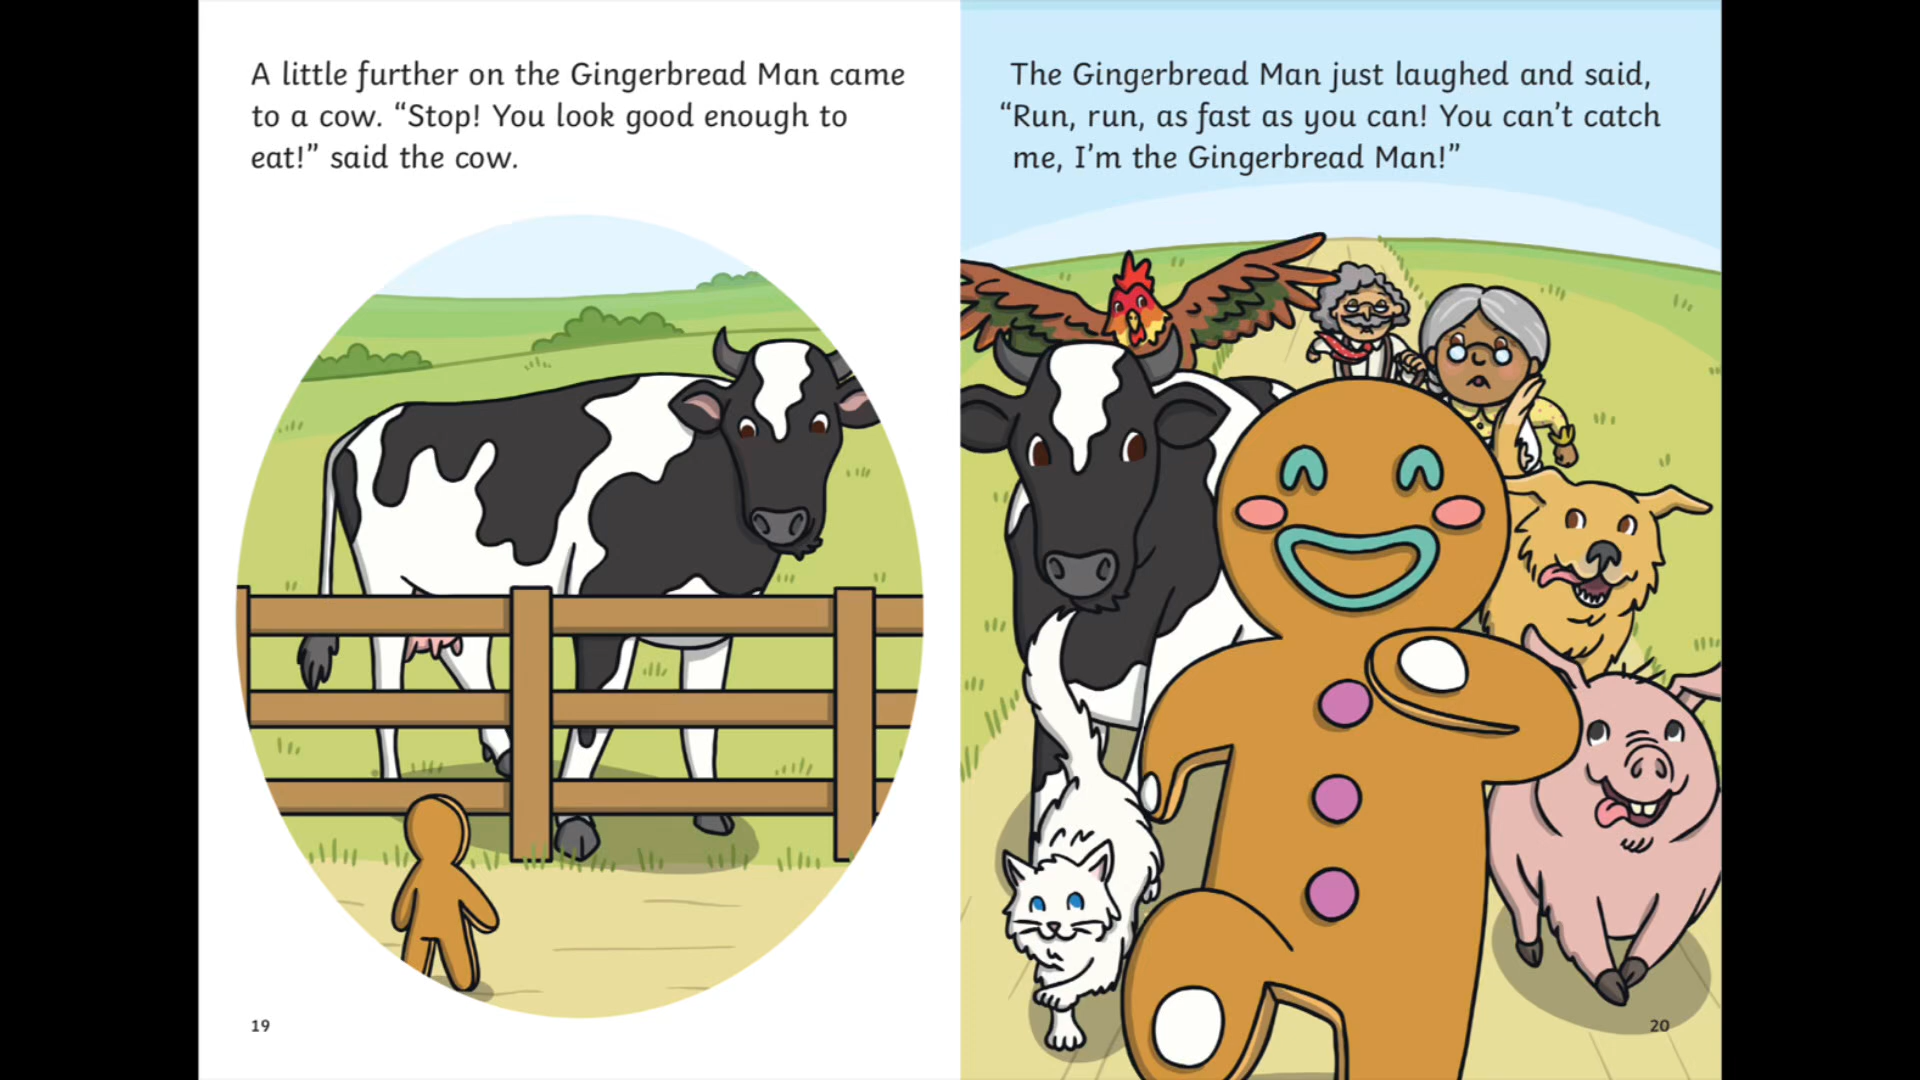 A little further on the Gingerbread Man came
to a cow. “Stop! You look good enough to
eat!” said the cow.
19
The Gingerbread Man just laughed and said,
“Run, run, as fast as you can! You can’t catch
me, I’m the Gingerbread Man!”
20